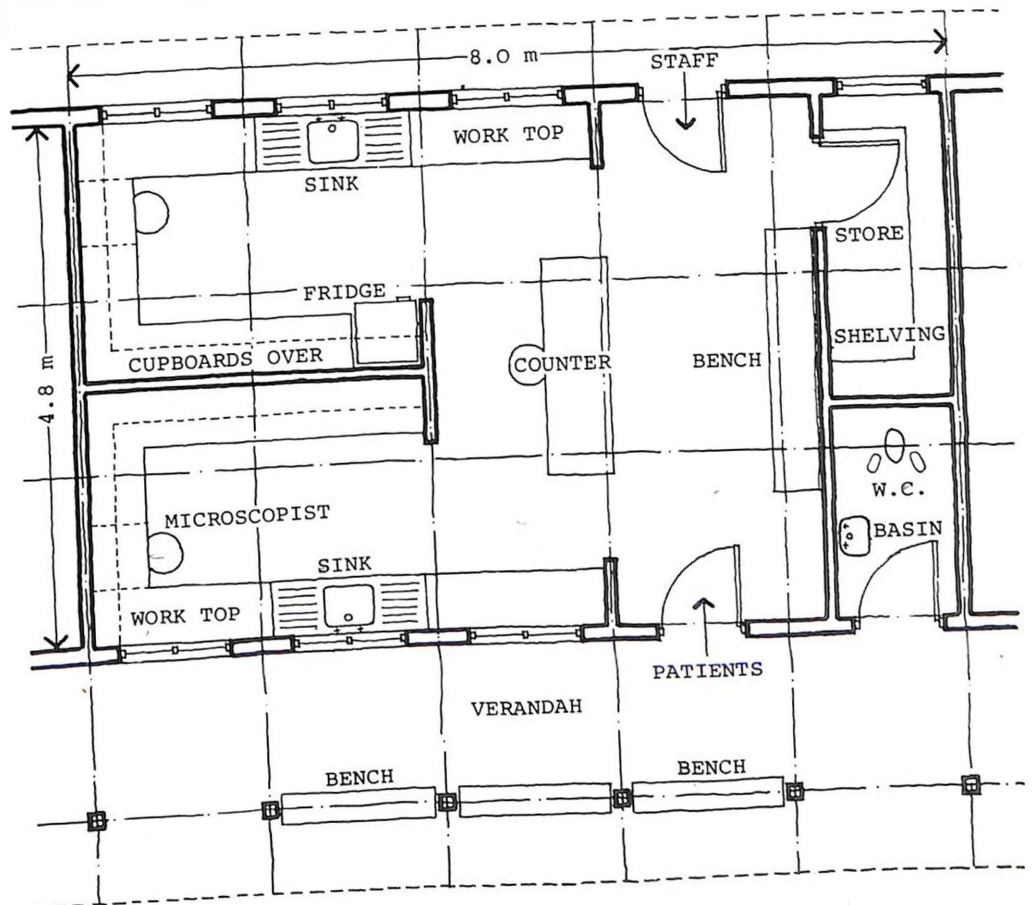 8.0 m
STAFF
WORK TOP
SINK
STORE
FRIDGE
SHELVING
CUPBOARDS OVER
COUNTER
BENCH
4.8 m
W.C.
MICROSCOPIST
BASIN
SINK
WORK TOP
PATIENTS
VERANDAH
BENCH
BENCH